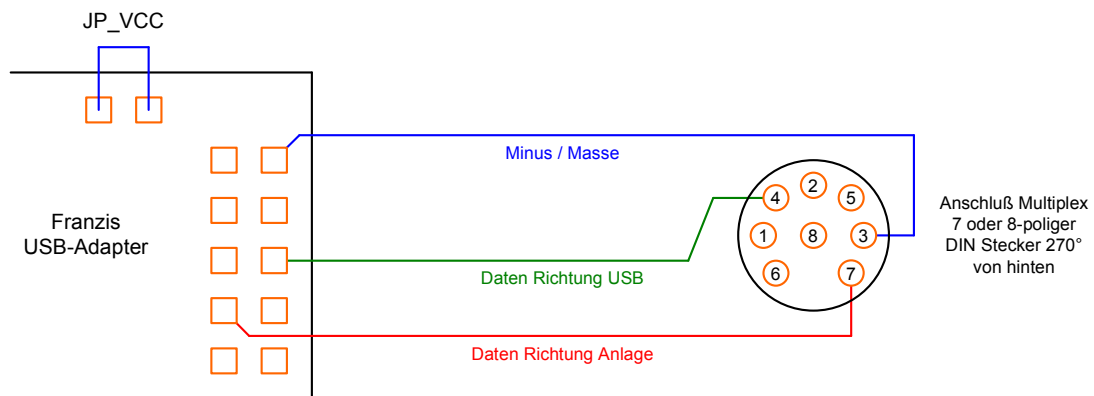 JP_VCC
Minus / Masse
Franzis
USB-Adapter
Daten Richtung USB
Daten Richtung Anlage
2
4
5
1
8
3
6
7
Anschluß Multiplex
7 oder 8-poliger
DIN Stecker 270°
von hinten